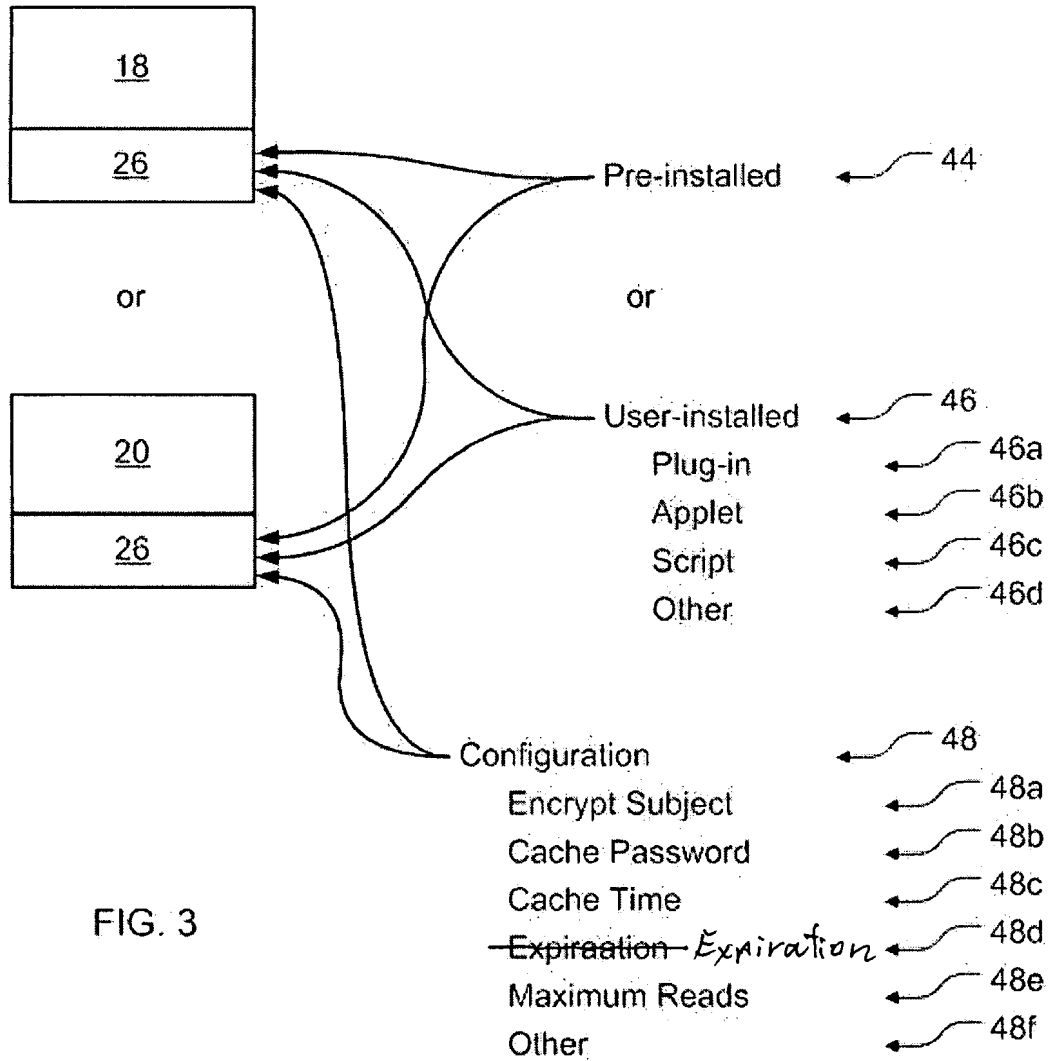 18
26
Pre-installed 44
or or
20
26
User-installed 46
Plug-in 46a
Applet 46b
Script 46c
Other 46d
Configuration 48
Encrypt Subject 48a
Cache Password 48b
Cache Time 48c
Expiraation Expiration 48d
Maximum Reads 48e
Other 48f
FIG. 3